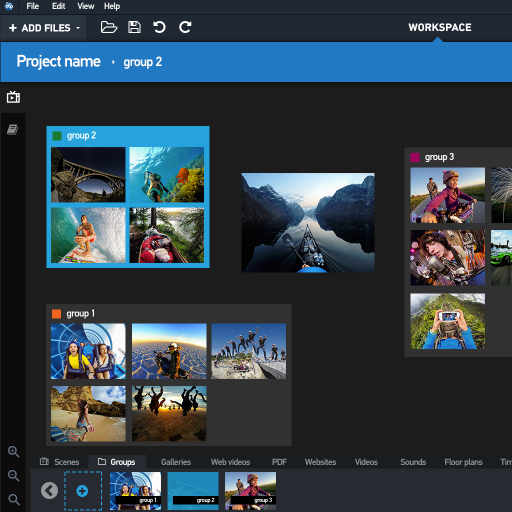 File Edit View Help
+ ADD FILES
WORKSPACE
Project name › group 2
group 2
group 3
group 1
Scenes Groups Galleries Web videos PDF Websites Videos Sounds Floor plans Tim
group 1 group 2 group 3